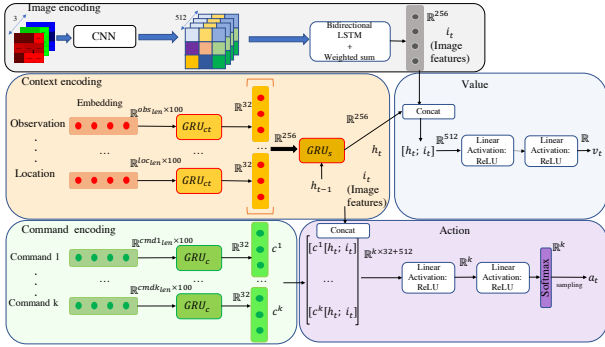 Image encoding
3
CNN
512
Bidirectional
LSTM
+
Weighted sum
ℝ^256
i_t
(Image
features)
Context encoding
Embedding
Observation
ℝ^{obs_len×100}
GRU_ct
ℝ^32
.
.
.
...
...
ℝ^256
GRU_s
ℝ^256
h_t
h_{t−1}
i_t
(Image
features)
Location
ℝ^{loc_len×100}
GRU_ct
ℝ^32
Value
Concat
[h_t; i_t]
ℝ^512
Linear
Activation:
ReLU
Linear
Activation:
ReLU
ℝ
v_t
Command encoding
Command 1
ℝ^{cmd1_len×100}
GRU_c
ℝ^32
c^1
.
.
.
...
...
Command k
ℝ^{cmdk_len×100}
GRU_c
ℝ^32
c^k
Action
Concat
[c^1[h_t; i_t]
...
[c^k[h_t; i_t]
ℝ^{k×32+512}
Linear
Activation:
ReLU
ℝ^k
Linear
Activation:
ReLU
Softmax
ℝ^k
sampling
a_t